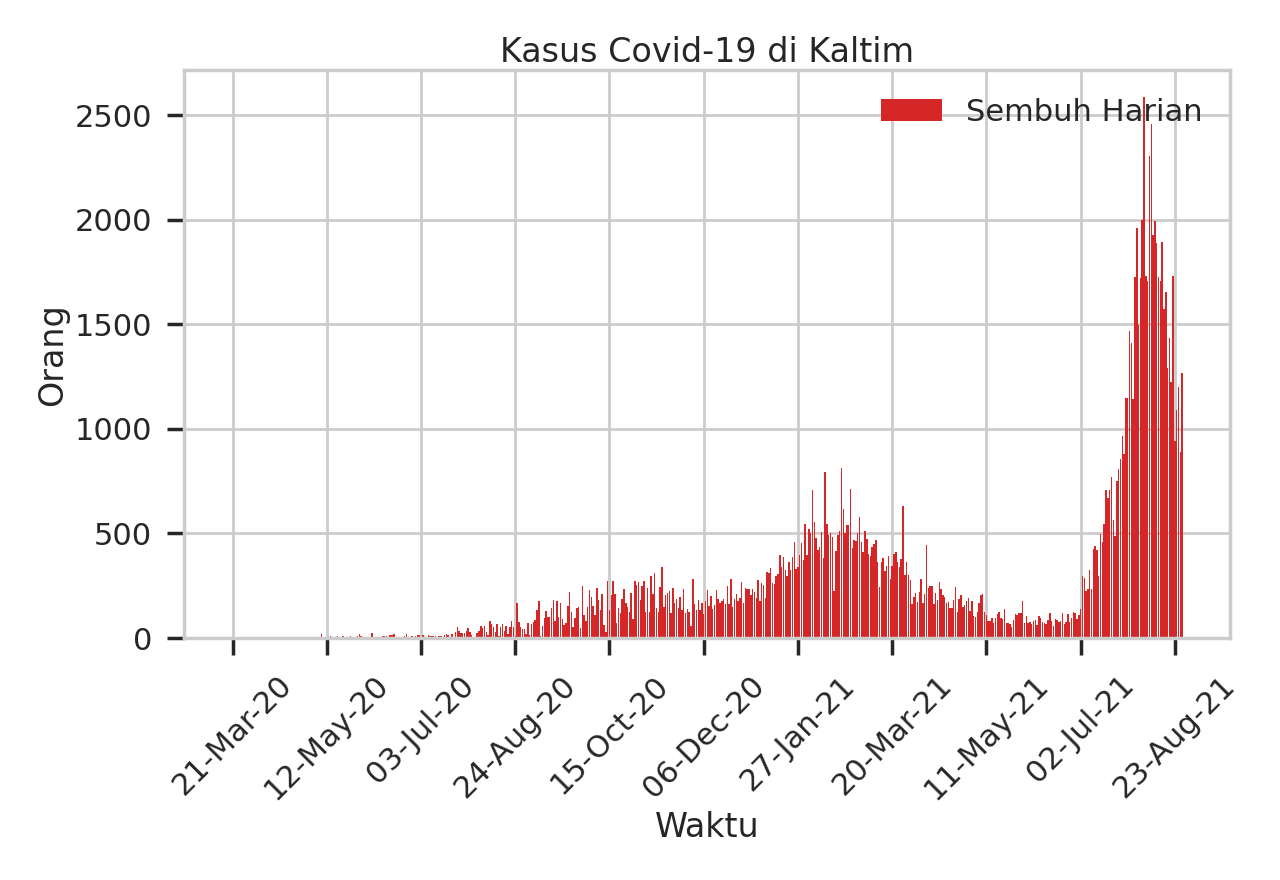 Kasus Covid-19 di Kaltim
Sembuh Harian
Orang
2500
2000
1500
1000
500
0
21-Mar-20
12-May-20
03-Jul-20
24-Aug-20
15-Oct-20
06-Dec-20
27-Jan-21
20-Mar-21
11-May-21
02-Jul-21
23-Aug-21
Waktu